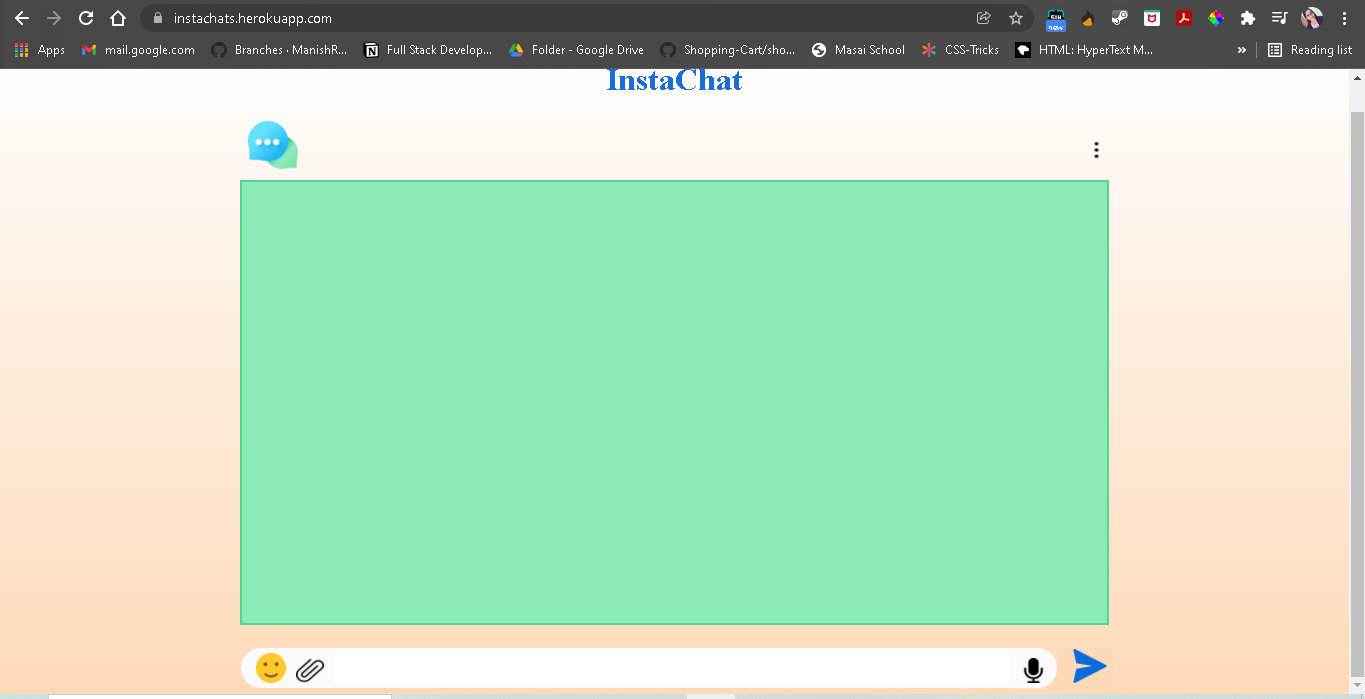 instachats.herokuapp.com
new
Apps mail.google.com Branches · ManishR... Full Stack Develop... Folder - Google Drive Shopping-Cart/sho... Masai School CSS-Tricks HTML: HyperText M... » Reading list
InstaChat